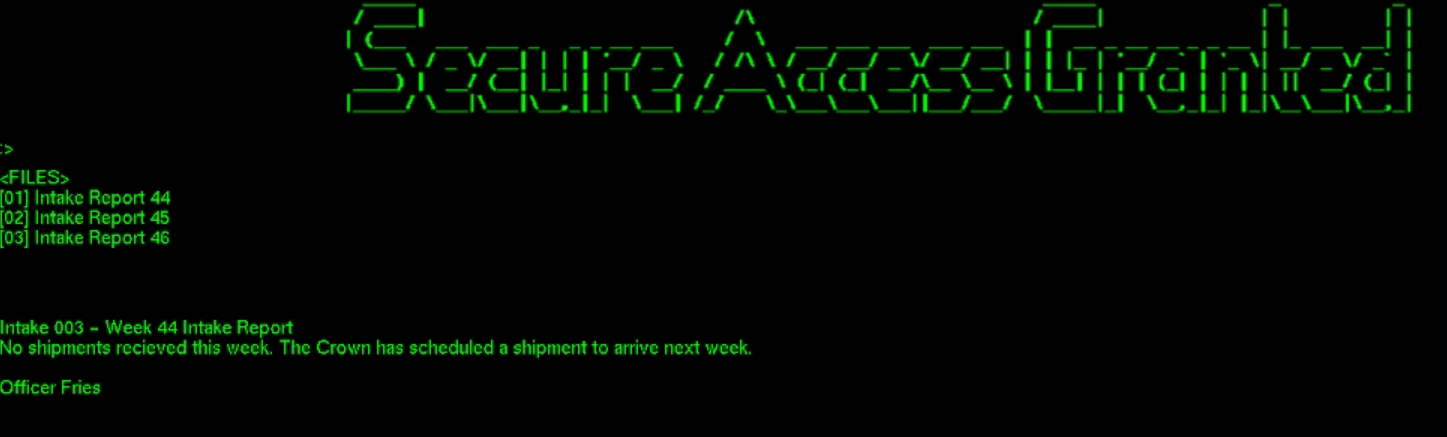 Secure Access Granted
:>
<FILES>
[01] Intake Report 44
[02] Intake Report 45
[03] Intake Report 46
Intake 003 – Week 44 Intake Report
No shipments recieved this week. The Crown has scheduled a shipment to arrive next week.
Officer Fries